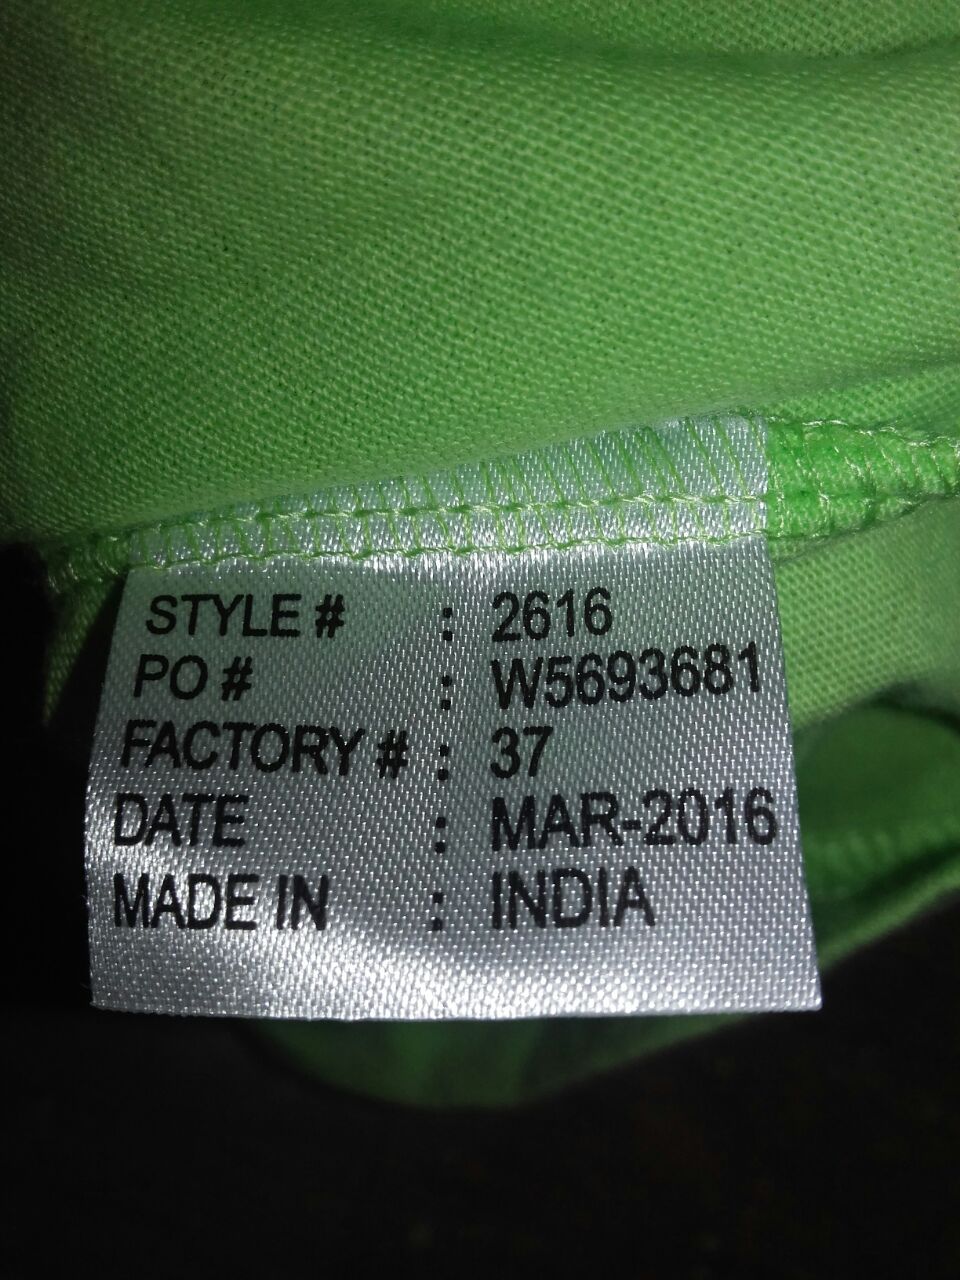 STYLE # : 2616
PO # : W5693681
FACTORY # : 37
DATE : MAR-2016
MADE IN : INDIA